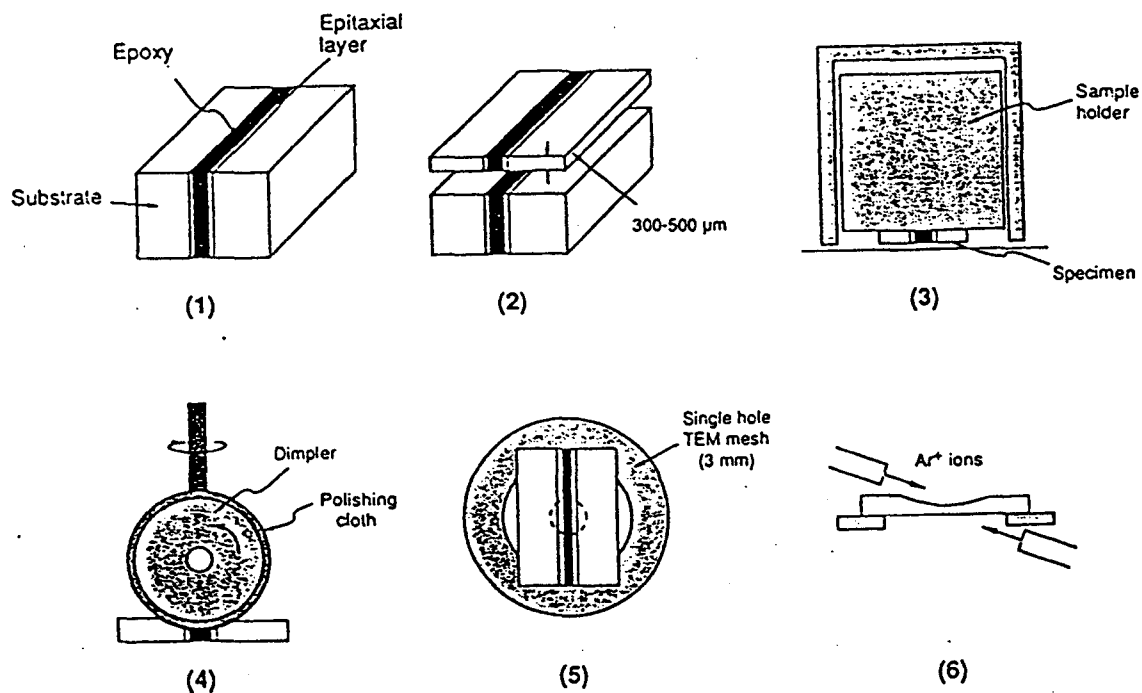 Epitaxial
layer
Epoxy
Substrate
(1)
300-500 µm
(2)
Sample
holder
Specimen
(3)
Dimpler
Polishing
cloth
(4)
Single hole
TEM mesh
(3 mm)
(5)
Ar⁺ ions
(6)